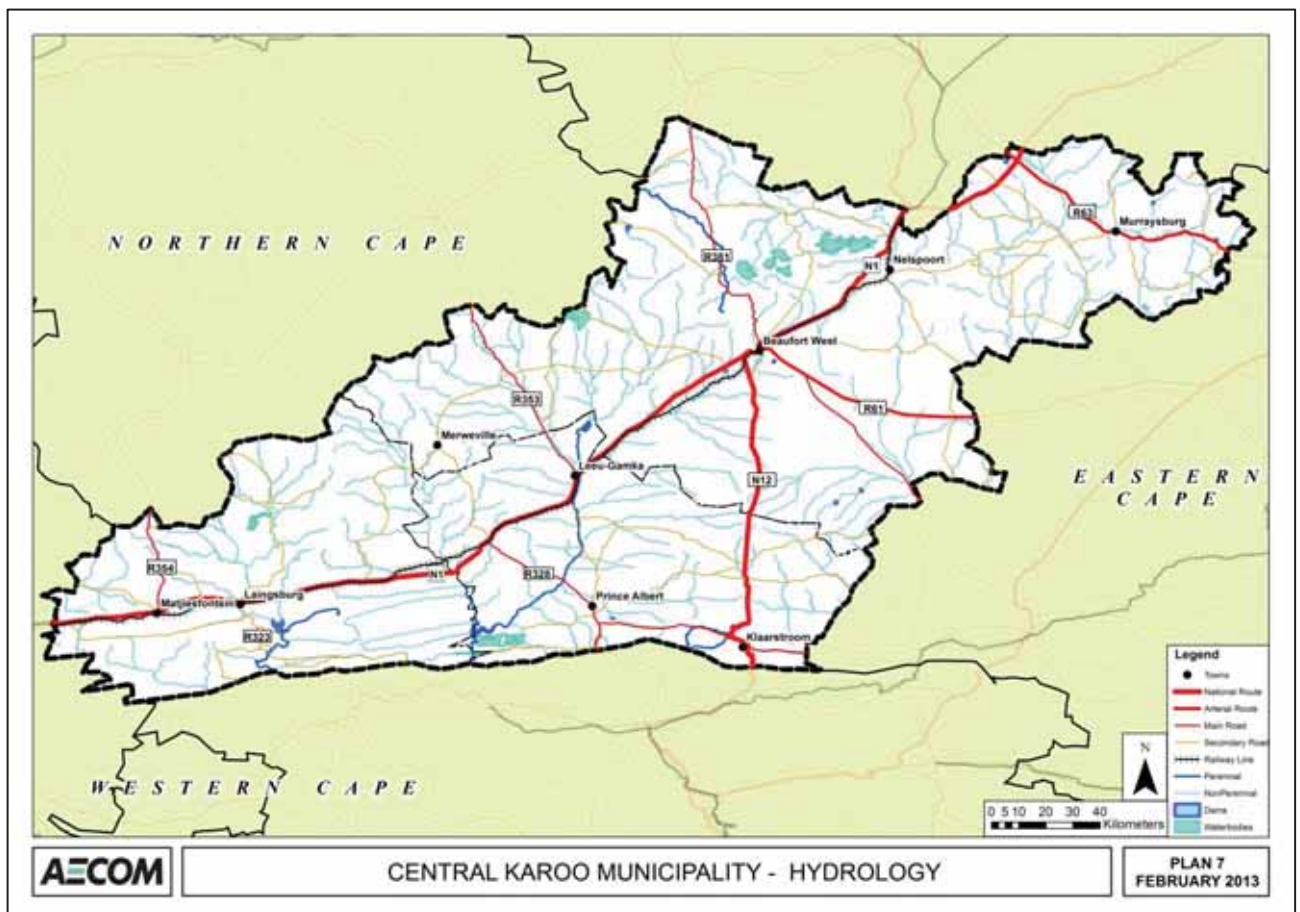 NORTHERN CAPE
R381
R63
Murraysburg
N1
Nelspoort
Beaufort West
R353
R61
Merweville
Leeu-Gamka
N12
EASTERN
CAPE
R354
N1
R328
Matjiesfontein
Laingsburg
Prince Albert
R323
Klaarstroom
WESTERN CAPE
Legend
Towns
National Route
Arterial Route
Main Road
Secondary Road
Railway Line
Perennial
NonPerennial
Dams
Waterbodies
N
0 5 10 20 30 40
Kilometers
AECOM
CENTRAL KAROO MUNICIPALITY - HYDROLOGY
PLAN 7
FEBRUARY 2013